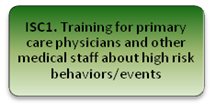 ISC1. Training for primary
care physicians and other
medical staff about high risk
behaviors/events